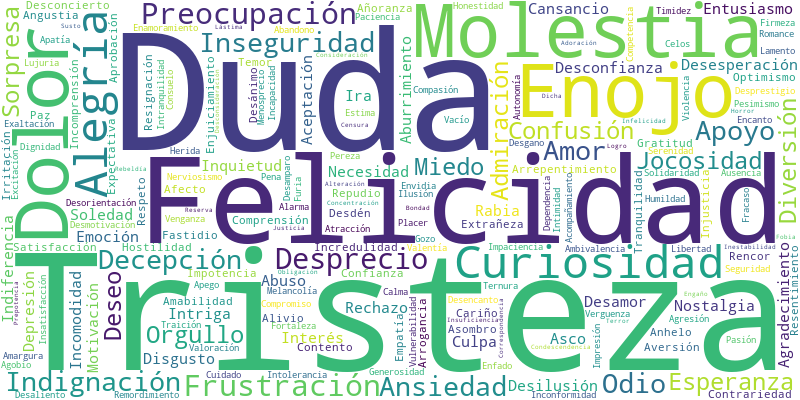 Duda
Felicidad
Tristeza
Molestia
Enojo
Dolor
Alegría
Curiosidad
Preocupación
Inseguridad
Decepción
Desprecio
Indignación
Frustración
Ansiedad
Odio
Esperanza
Jocosidad
Diversión
Apoyo
Amor
Confusión
Admiración
Miedo
Sorpresa
Orgullo
Deseo
Nostalgia
Desilusión
Entusiasmo
Desconfianza
Desesperación
Cansancio
Optimismo
Pesimismo
Desprestigio
Aburrimiento
Aceptación
Inquietud
Necesidad
Soledad
Emoción
Satisfacción
Hostilidad
Indiferencia
Depresión
Insatisfacción
Motivación
Incomodidad
Amabilidad
Intriga
Impotencia
Abuso
Alivio
Interés
Contento
Disgusto
Rechazo
Empatía
Arrogancia
Vulnerabilidad
Cariño
Asombro
Culpa
Desamor
Anhelo
Asco
Aversión
Rencor
Agradecimiento
Resentimiento
Contrariedad
Rabia
Extrañeza
Repudio
Desdén
Comprensión
Incredulidad
Confianza
Afecto
Respeto
Venganza
Fastidio
Ira
Temor
Desánimo
Menosprecio
Incapacidad
Enjuiciamiento
Resignación
Intranquilidad
Consuelo
Paz
Angustia
Desconcierto
Susto
Apatía
Lujuria
Exaltación
Dignidad
Irritación
Excitación
Incomprensión
Expectativa
Aprobación
Enamoramiento
Lástima
Abandono
Consideración
Desconsideración
Añoranza
Paciencia
Honestidad
Competencia
Timidez
Celos
Firmeza
Romance
Lamento
Adoración
Compasión
Vacío
Estima
Censura
Herida
Pereza
Desgano
Autonomía
Dicha
Violencia
Horror
Encanto
Infelicidad
Logro
Gratitud
Serenidad
Solidaridad
Ausencia
Humildad
Fracaso
Injusticia
Tranquilidad
Arrepentimiento
Dependencia
Intimidad
Acompañamiento
Envidia
Ilusión
Bondad
Placer
Gozo
Valentía
Impaciencia
Ambivalencia
Libertad
Inestabilidad
Seguridad
Fobia
Engaño
Pasión
Agresión
Verguenza
Terror
Impresión
Condescendencia
Correspondencia
Enfado
Ternura
Desencanto
Insuficiencia
Generosidad
Inconformidad
Obligación
Melancolía
Calma
Compromiso
Fortaleza
Apego
Traición
Valoración
Cuidado
Intolerancia
Remordimiento
Desaliento
Agobio
Amargura
Prepotencia
Desmotivación
Desorientación
Rebeldía
Nerviosismo
Pena
Desamparo
Furia
Alarma
Reserva
Atracción
Justicia
Alteración
Concentración